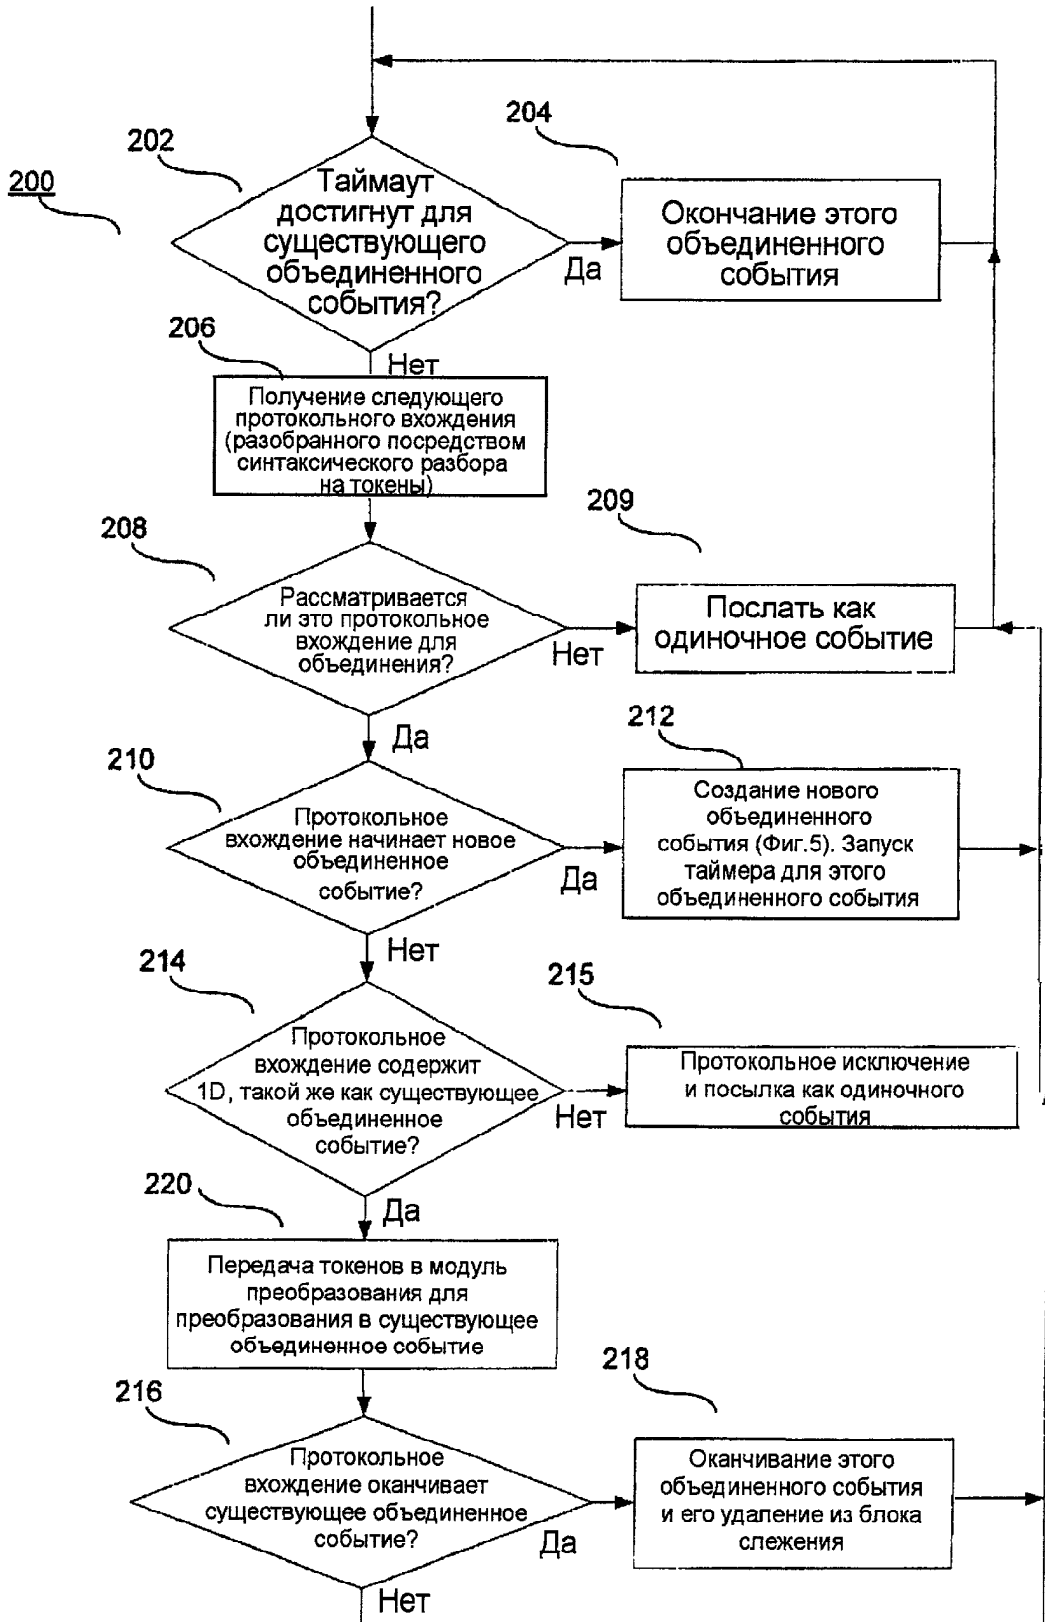 202
204
200
Таймаут
достигнут для
существующего
объединенного
события?
Да
Окончание этого
объединенного
события
206
Нет
Получение следующего
протокольного вхождения
(разобранного посредством
синтаксического разбора
на токены)
208
209
Рассматривается
ли это протокольное
вхождение для
объединения?
Нет
Послать как
одиночное событие
Да
210
212
Протокольное
вхождение начинает новое
объединенное
событие?
Да
Создание нового
объединенного
события (Фиг.5). Запуск
таймера для этого
объединенного события
Нет
214
215
Протокольное
вхождение содержит
1D, такой же как существующее
объединенное
событие?
Нет
Протокольное исключение
и посылка как одиночного
события
220
Да
Передача токенов в модуль
преобразования для
преобразования в существующее
объединенное событие
216
218
Протокольное
вхождение оканчивает
существующее объединенное
событие?
Да
Оканчивание этого
объединенного события
и его удаление из блока
слежения
Нет